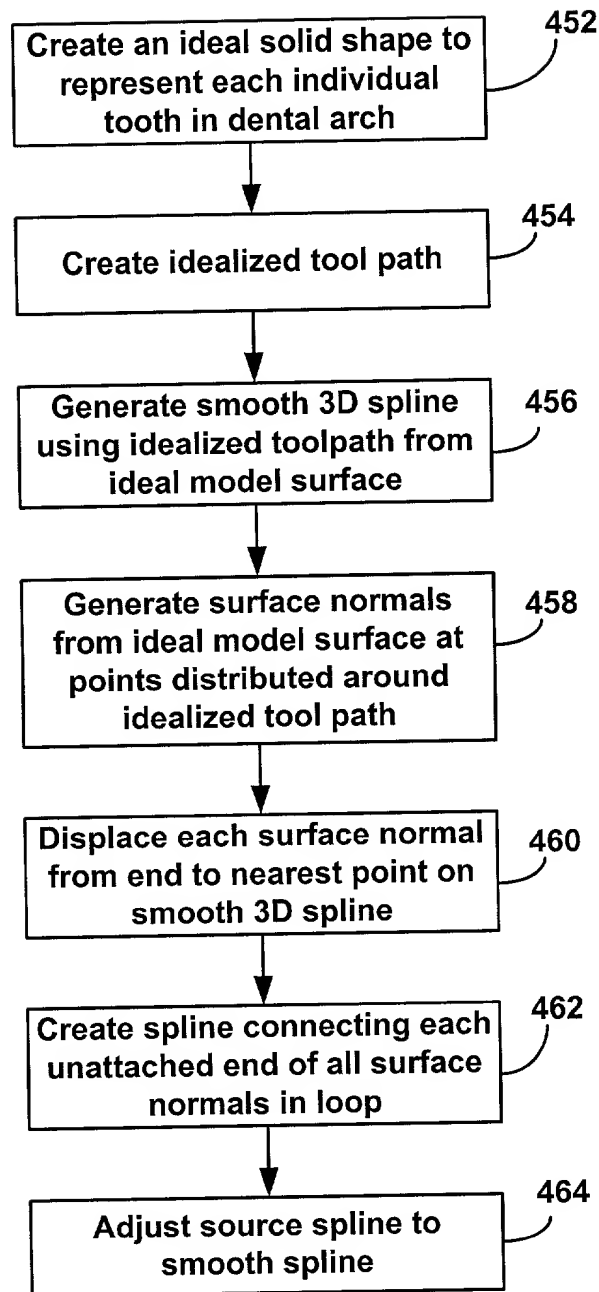 452
Create an ideal solid shape to
represent each individual
tooth in dental arch
454
Create idealized tool path
Generate smooth 3D spline
using idealized toolpath from
ideal model surface
456
Generate surface normals
from ideal model surface at
points distributed around
idealized tool path
458
Displace each surface normal
from end to nearest point on
smooth 3D spline
460
Create spline connecting each
unattached end of all surface
normals in loop
462
464
Adjust source spline to
smooth spline